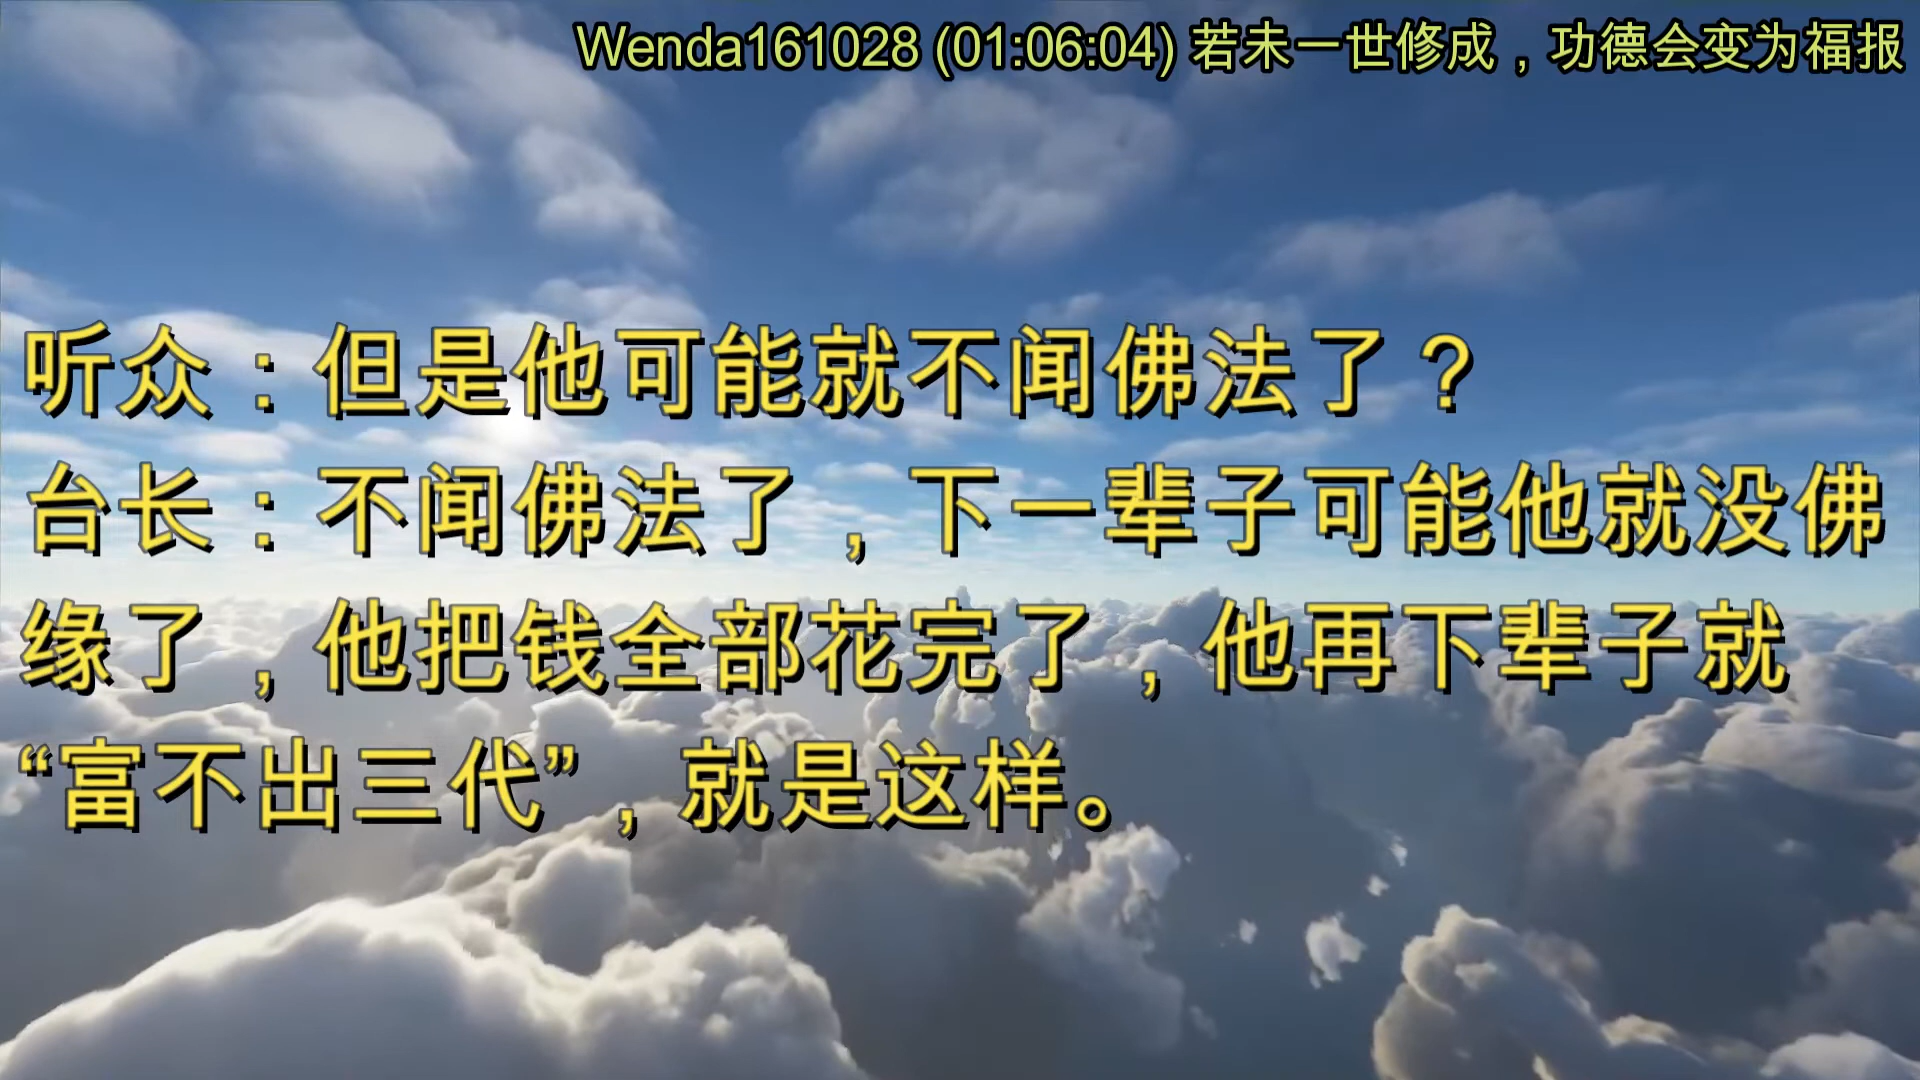 Wenda161028 (01:06:04) 若未一世修成，功德会变为福报
听众：但是他可能就不闻佛法了？
台长：不闻佛法了，下一辈子可能他就没佛
缘了，他把钱全部花完了，他再下辈子就
“富不出三代”，就是这样。